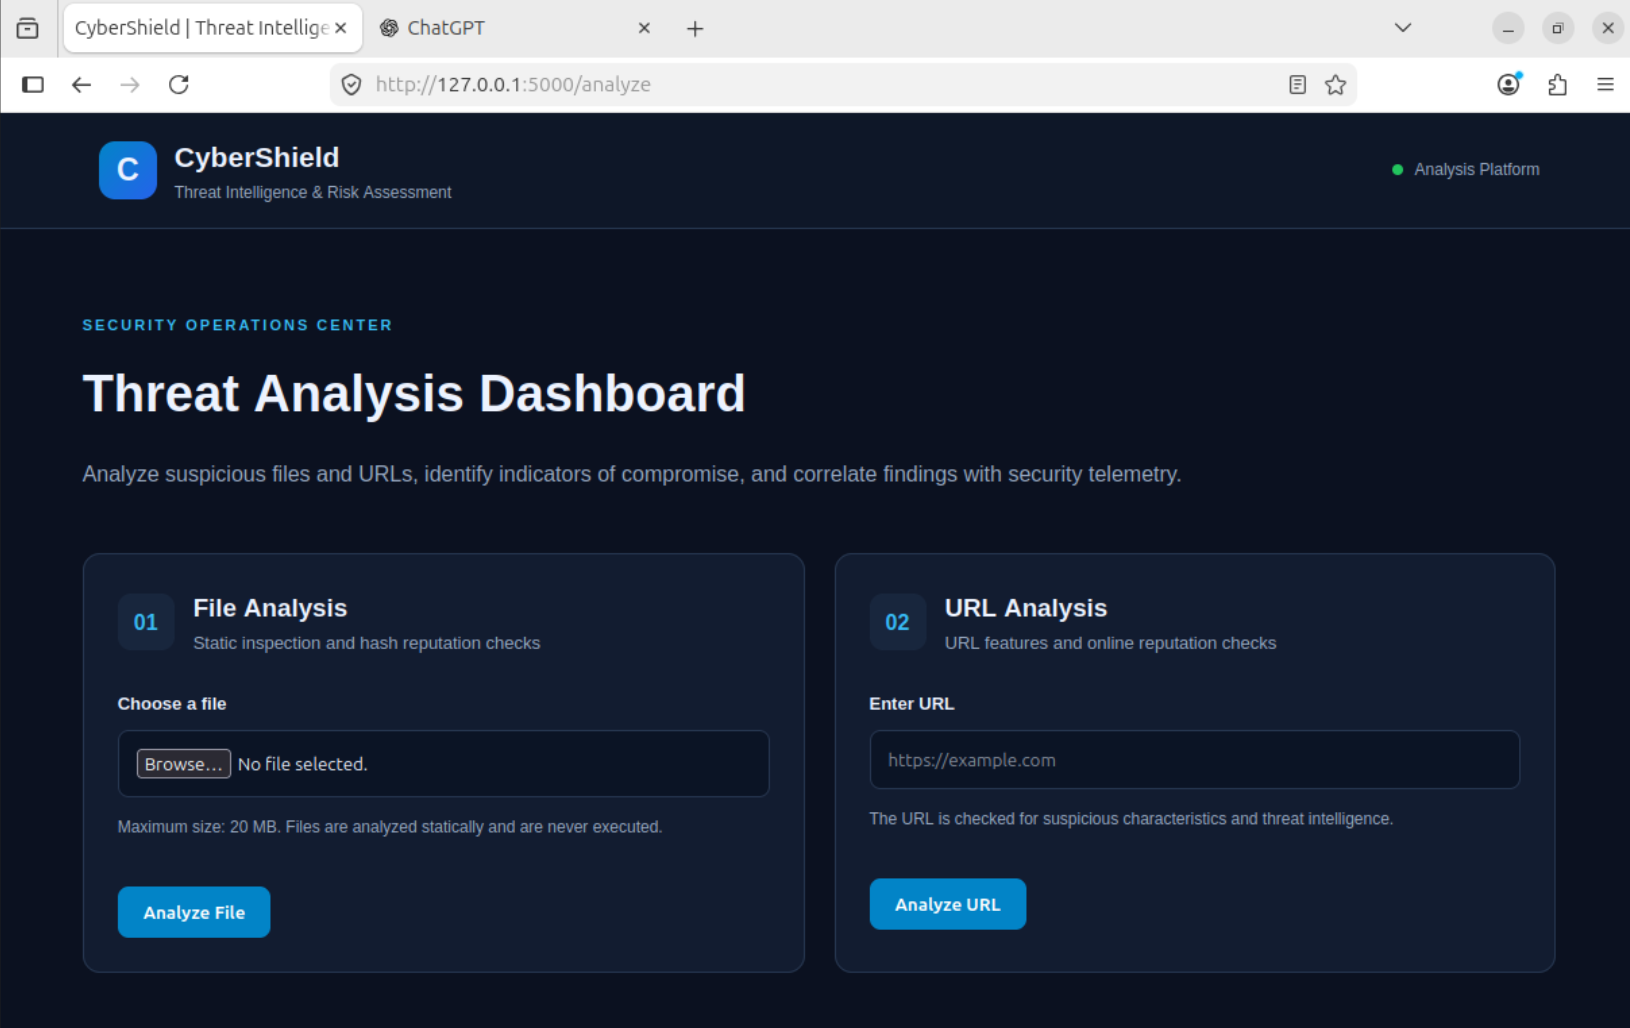 CyberShield | Threat Intellige
ChatGPT
http://127.0.0.1:5000/analyze
C
CyberShield
Threat Intelligence & Risk Assessment
Analysis Platform
SECURITY OPERATIONS CENTER
Threat Analysis Dashboard
Analyze suspicious files and URLs, identify indicators of compromise, and correlate findings with security telemetry.
01
File Analysis
Static inspection and hash reputation checks
Choose a file
Browse...
No file selected.
Maximum size: 20 MB. Files are analyzed statically and are never executed.
Analyze File
02
URL Analysis
URL features and online reputation checks
Enter URL
https://example.com
The URL is checked for suspicious characteristics and threat intelligence.
Analyze URL